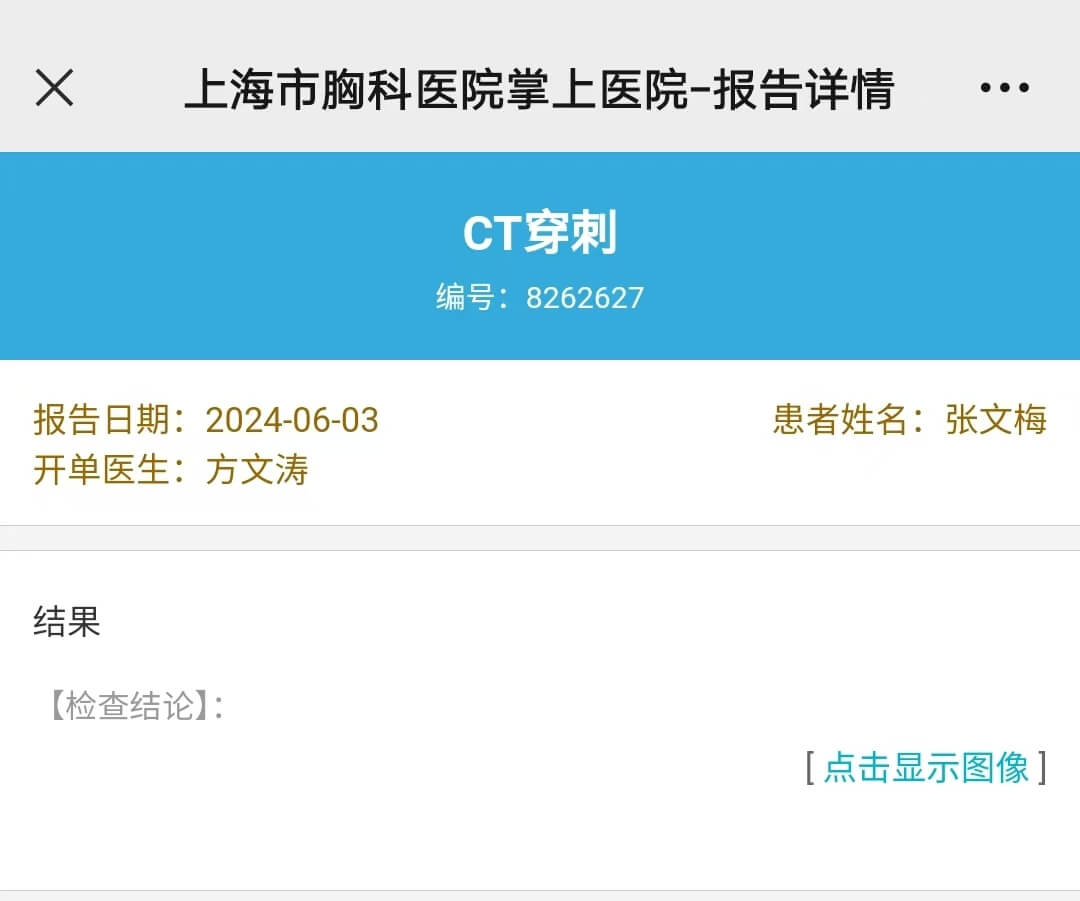 上海市胸科医院掌上医院-报告详情
CT穿刺
编号：8262627
报告日期：2024-06-03 患者姓名：张文梅
开单医生：方文涛
结果
【检查结论】：
[ 点击显示图像 ]